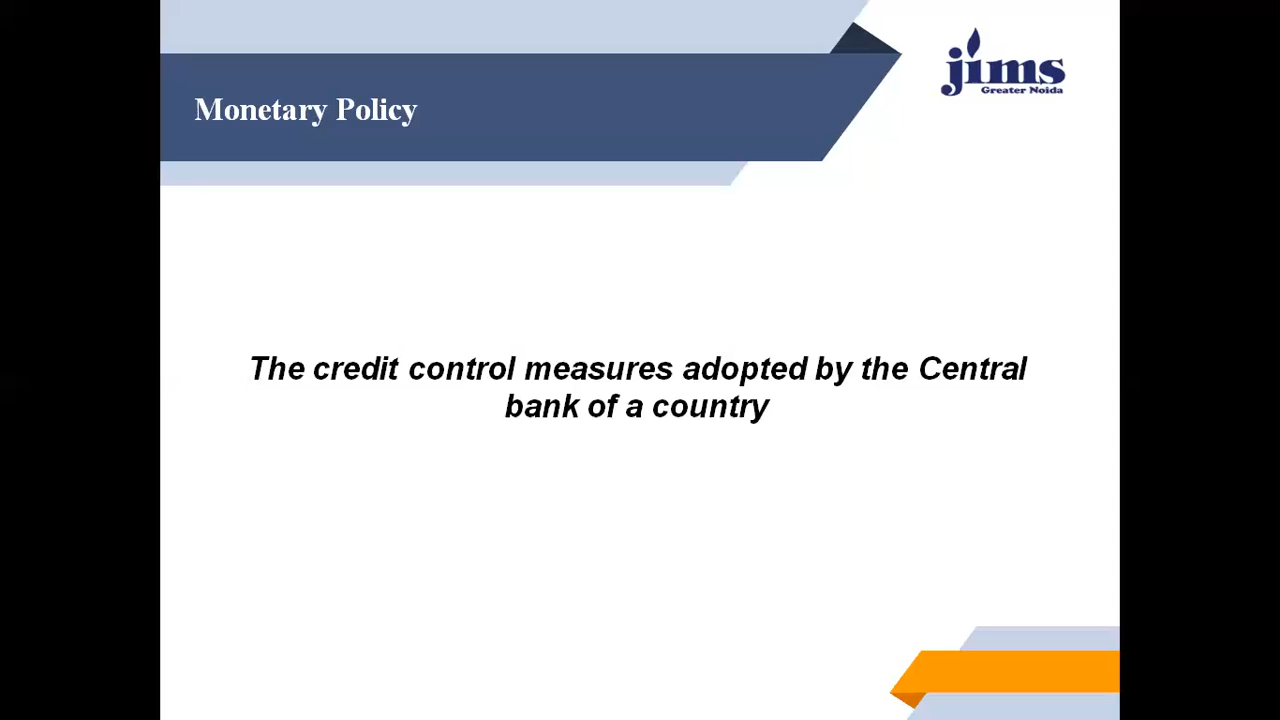 jims
Greater Noida
Monetary Policy
The credit control measures adopted by the Central
bank of a country